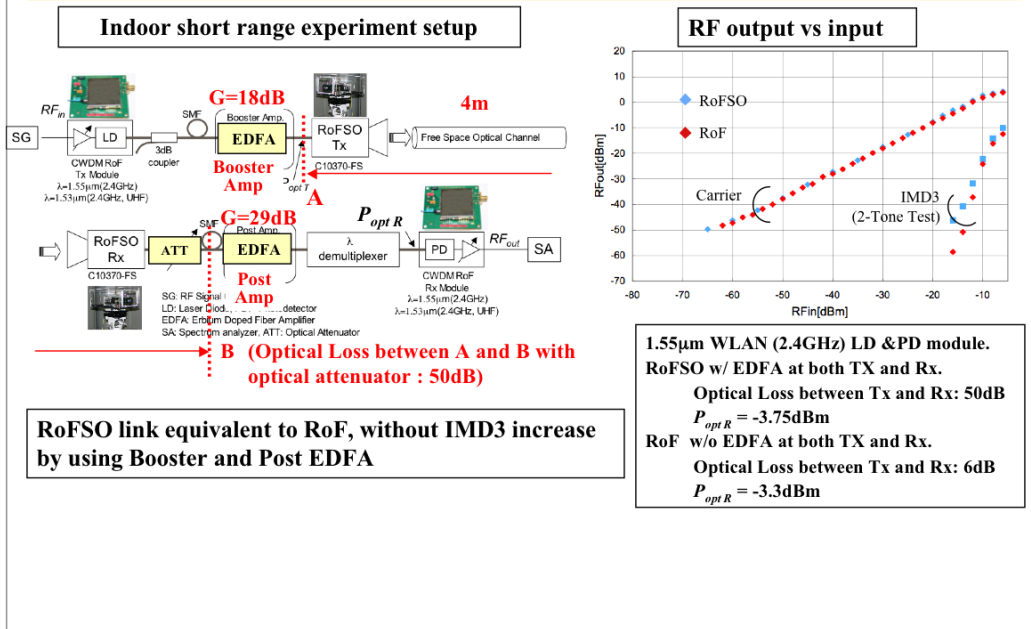 Indoor short range experiment setup
RF output vs input
RF_in
SG
LD
CWDM RoF
Tx Module
λ=1.55μm(2.4GHz)
λ=1.53μm(2.4GHz, UHF)
3dB
coupler
SMF
G=18dB
Booster Amp.
EDFA
Booster
Amp
P opt T
A
RoFSO
Tx
C10370-FS
4m
Free Space Optical Channel
RoFSO
Rx
C10370-FS
ATT
SMF
G=29dB
Post Amp.
EDFA
Post
Amp
λ
demultiplexer
P opt R
PD
RF_out
SA
CWDM RoF
Rx Module
λ=1.55μm(2.4GHz)
λ=1.53μm(2.4GHz, UHF)
SG: RF Signal
LD: Laser Diode, detector
EDFA: Erbium Doped Fiber Amplifier
SA: Spectrum analyzer, ATT: Optical Attenuator
B (Optical Loss between A and B with
optical attenuator : 50dB)
RoFSO link equivalent to RoF, without IMD3 increase
by using Booster and Post EDFA
RFout[dBm]
20
10
0
-10
-20
-30
-40
-50
-60
-70
RoFSO
RoF
Carrier
IMD3
(2-Tone Test)
-80 -70 -60 -50 -40 -30 -20 -10
RFin[dBm]
1.55μm WLAN (2.4GHz) LD &PD module.
RoFSO w/ EDFA at both TX and Rx.
Optical Loss between Tx and Rx: 50dB
P opt R = -3.75dBm
RoF w/o EDFA at both TX and Rx.
Optical Loss between Tx and Rx: 6dB
P opt R = -3.3dBm